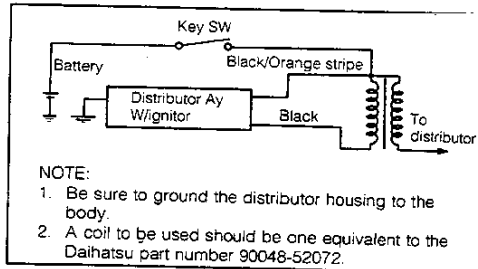 Key SW
Battery
Black/Orange stripe
Distributor Ay
W/ignitor
Black
To
distributor
NOTE:
1. Be sure to ground the distributor housing to the
body.
2. A coil to be used should be one equivalent to the
Daihatsu part number 90048-52072.